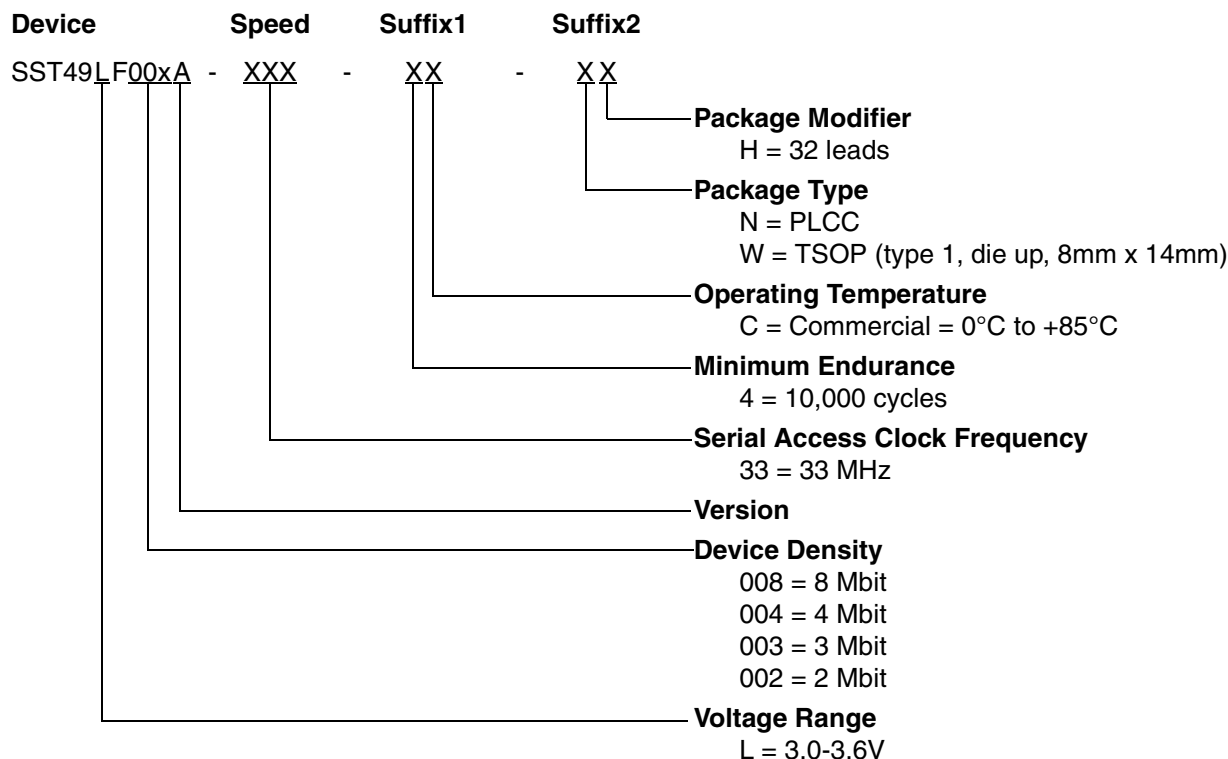 Device Speed Suffix1 Suffix2
SST49LF00xA - XXX - XX - XX
Package Modifier
H = 32 leads
Package Type
N = PLCC
W = TSOP (type 1, die up, 8mm x 14mm)
Operating Temperature
C = Commercial = 0°C to +85°C
Minimum Endurance
4 = 10,000 cycles
Serial Access Clock Frequency
33 = 33 MHz
Version
Device Density
008 = 8 Mbit
004 = 4 Mbit
003 = 3 Mbit
002 = 2 Mbit
Voltage Range
L = 3.0-3.6V